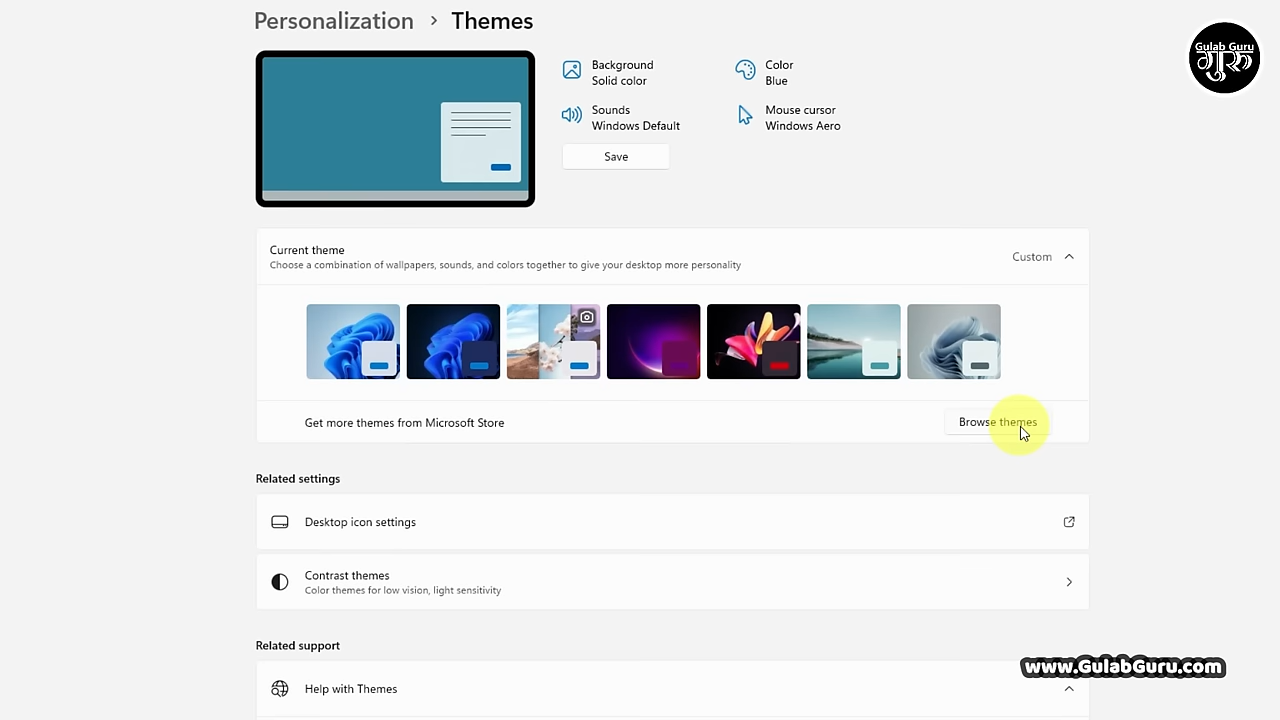 Personalization > Themes
Gulab Guru
गुरु
Background
Solid color
Color
Blue
Sounds
Windows Default
Mouse cursor
Windows Aero
Save
Current theme
Choose a combination of wallpapers, sounds, and colors together to give your desktop more personality
Custom
Get more themes from Microsoft Store
Browse themes
Related settings
Desktop icon settings
Contrast themes
Color themes for low vision, light sensitivity
Related support
www.GulabGuru.com
Help with Themes